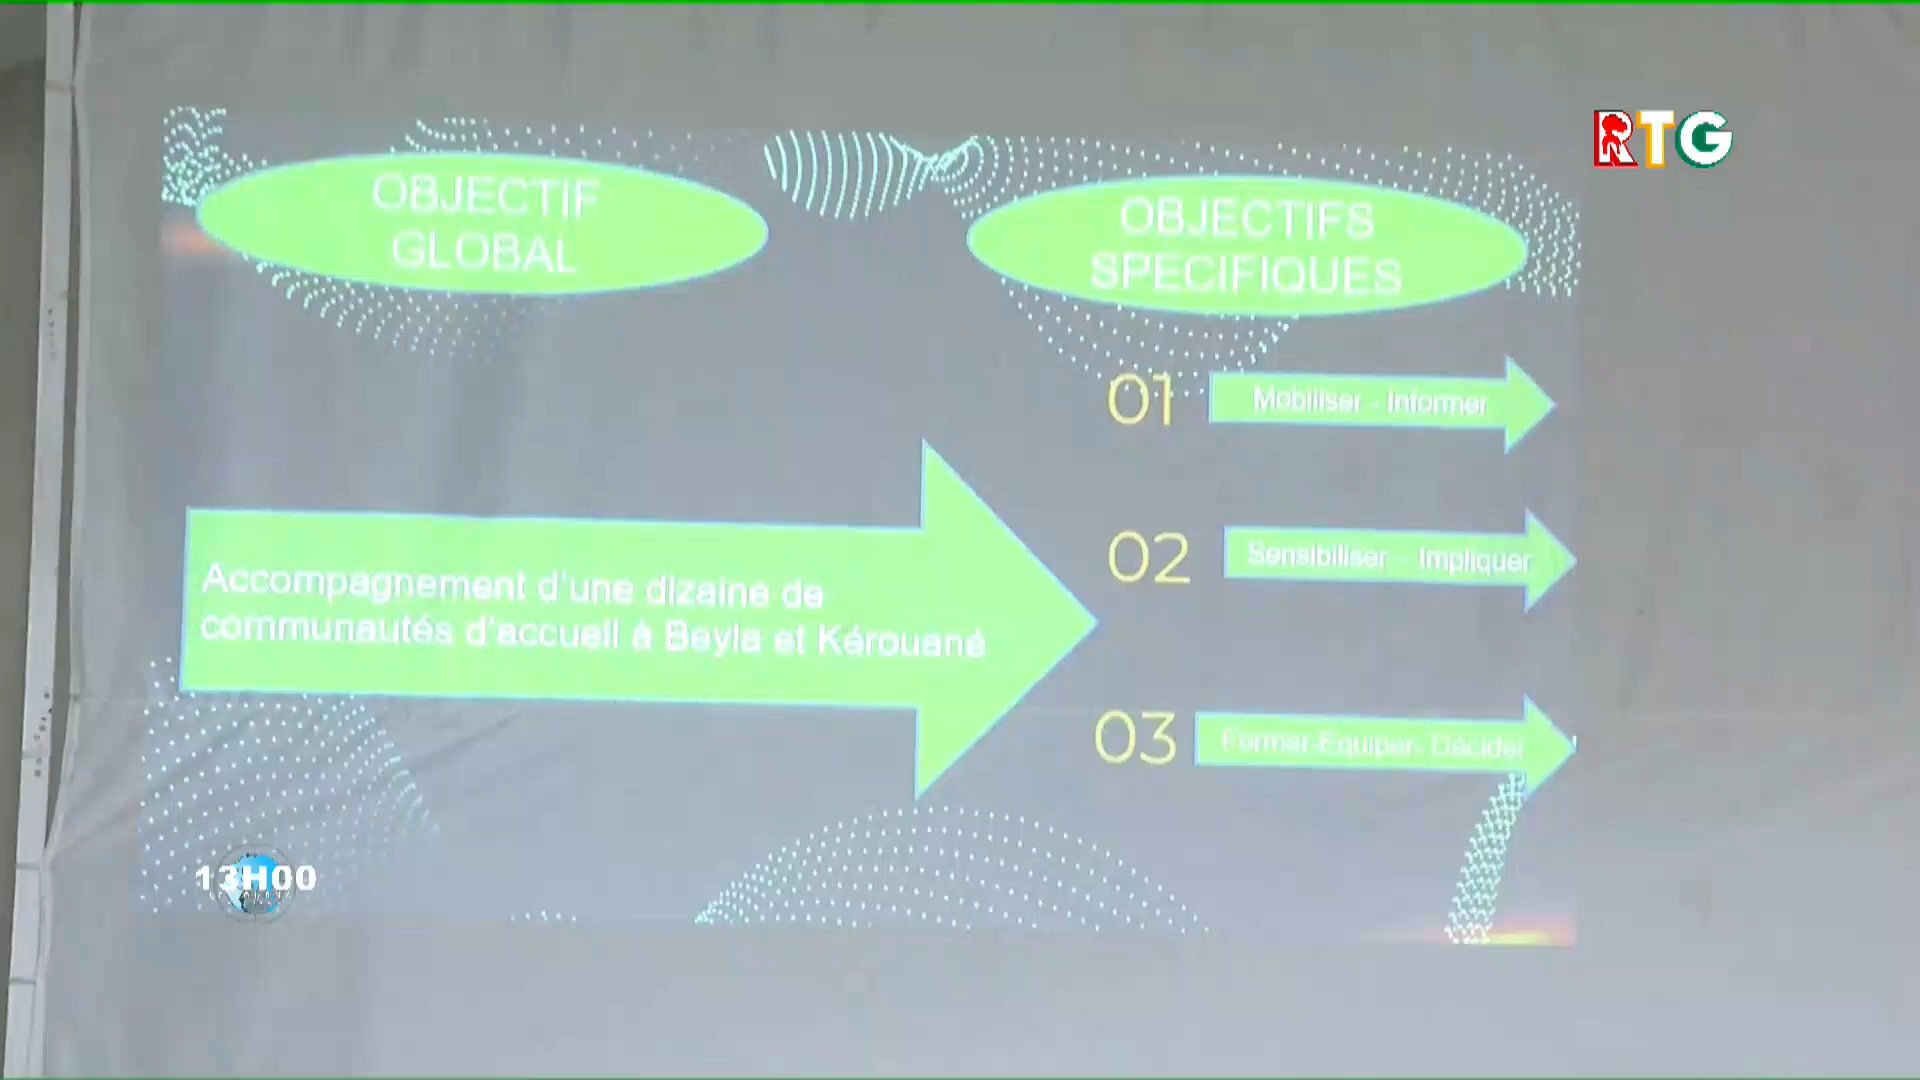 RTG
OBJECTIF
GLOBAL
OBJECTIFS
SPECIFIQUES
Accompagnement d'une dizaine de
communautés d'accueil à Beyla et Kérouané
01
Mobiliser - Informer
02
Sensibiliser - Impliquer
03
Former-Equiper- Décider
13H00